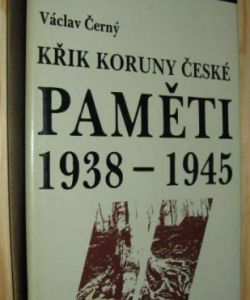 Václav Černý
KŘIK KORUNY ČESKÉ
PAMĚTI
1938 – 1945